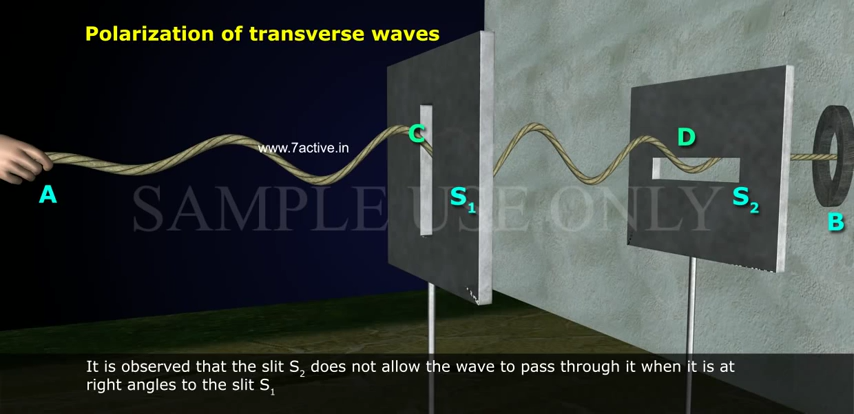 Polarization of transverse waves
www.7active.in
C
D
A
S₁
S₂
B
SAMPLE USE ONLY
It is observed that the slit S₂ does not allow the wave to pass through it when it is at
right angles to the slit S₁